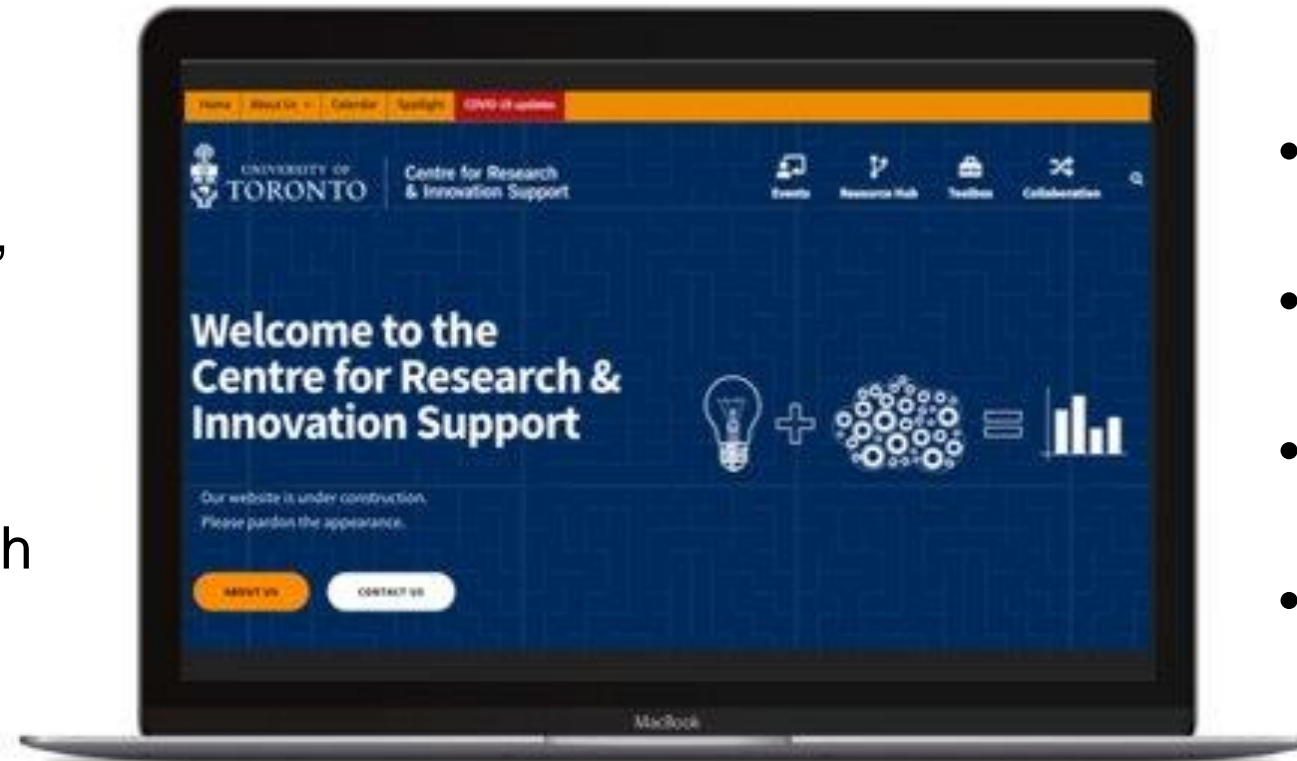 Home About Us Calendar Spotlight COVID-19 updates
UNIVERSITY OF
TORONTO
Centre for Research
& Innovation Support
Events Resource Hub Toolbox Collaboration
,
Welcome to the
Centre for Research &
Innovation Support
Our website is under construction.
Please pardon the appearance.
h
ABOUT US CONTACT US
MacBook